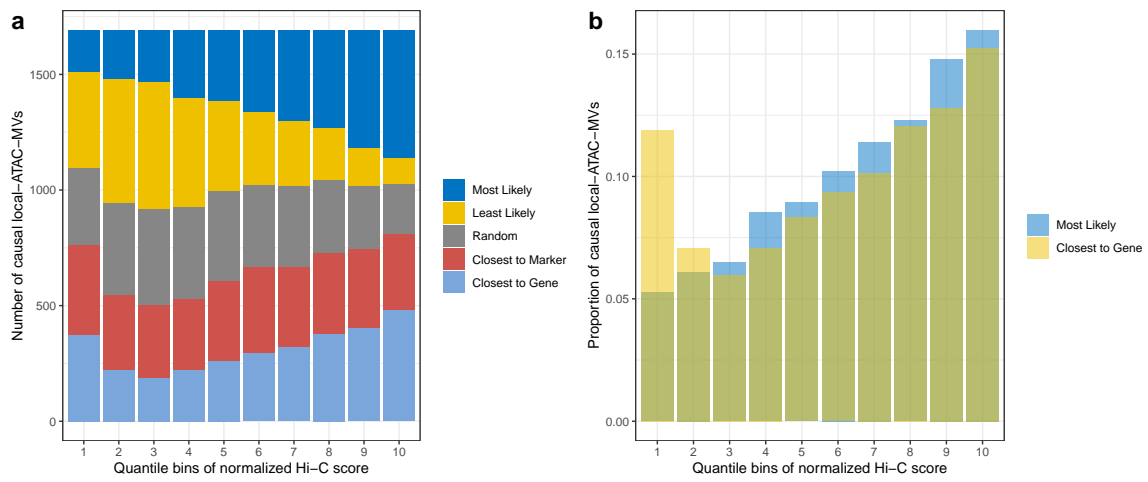 a
Number of causal local−ATAC−MVs
1500
1000
500
0
1 2 3 4 5 6 7 8 9 10
Quantile bins of normalized Hi−C score
Most Likely
Least Likely
Random
Closest to Marker
Closest to Gene
b
Proportion of causal local−ATAC−MVs
0.15
0.10
0.05
0.00
1 2 3 4 5 6 7 8 9 10
Quantile bins of normalized Hi−C score
Most Likely
Closest to Gene